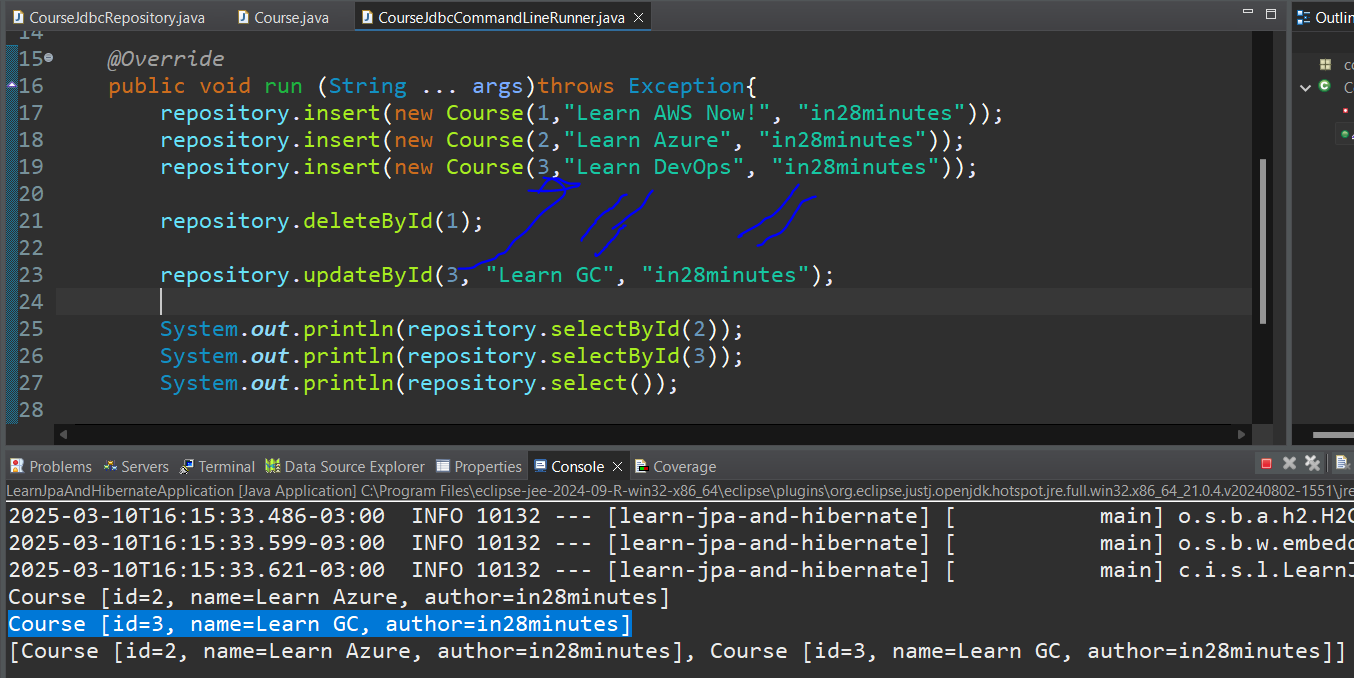 CourseJdbcRepository.java Course.java CourseJdbcCommandLineRunner.java
Outlin
14
15 @Override
16 public void run (String ... args)throws Exception{
17 repository.insert(new Course(1,"Learn AWS Now!", "in28minutes"));
18 repository.insert(new Course(2,"Learn Azure", "in28minutes"));
19 repository.insert(new Course(3,"Learn DevOps", "in28minutes"));
20
21 repository.deleteById(1);
22
23 repository.updateById(3, "Learn GC", "in28minutes");
24
25 System.out.println(repository.selectById(2));
26 System.out.println(repository.selectById(3));
27 System.out.println(repository.select());
28
Problems Servers Terminal Data Source Explorer Properties Console Coverage
LearnJpaAndHibernateApplication [Java Application] C:\Program Files\eclipse-jee-2024-09-R-win32-x86_64\eclipse\plugins\org.eclipse.justj.openjdk.hotspot.jre.full.win32.x86_64_21.0.4.v20240802-1551\jre
2025-03-10T16:15:33.486-03:00 INFO 10132 --- [learn-jpa-and-hibernate] [ main] o.s.b.a.h2.H2C
2025-03-10T16:15:33.599-03:00 INFO 10132 --- [learn-jpa-and-hibernate] [ main] o.s.b.w.embedd
2025-03-10T16:15:33.621-03:00 INFO 10132 --- [learn-jpa-and-hibernate] [ main] c.i.s.l.LearnJ
Course [id=2, name=Learn Azure, author=in28minutes]
Course [id=3, name=Learn GC, author=in28minutes]
[Course [id=2, name=Learn Azure, author=in28minutes], Course [id=3, name=Learn GC, author=in28minutes]]